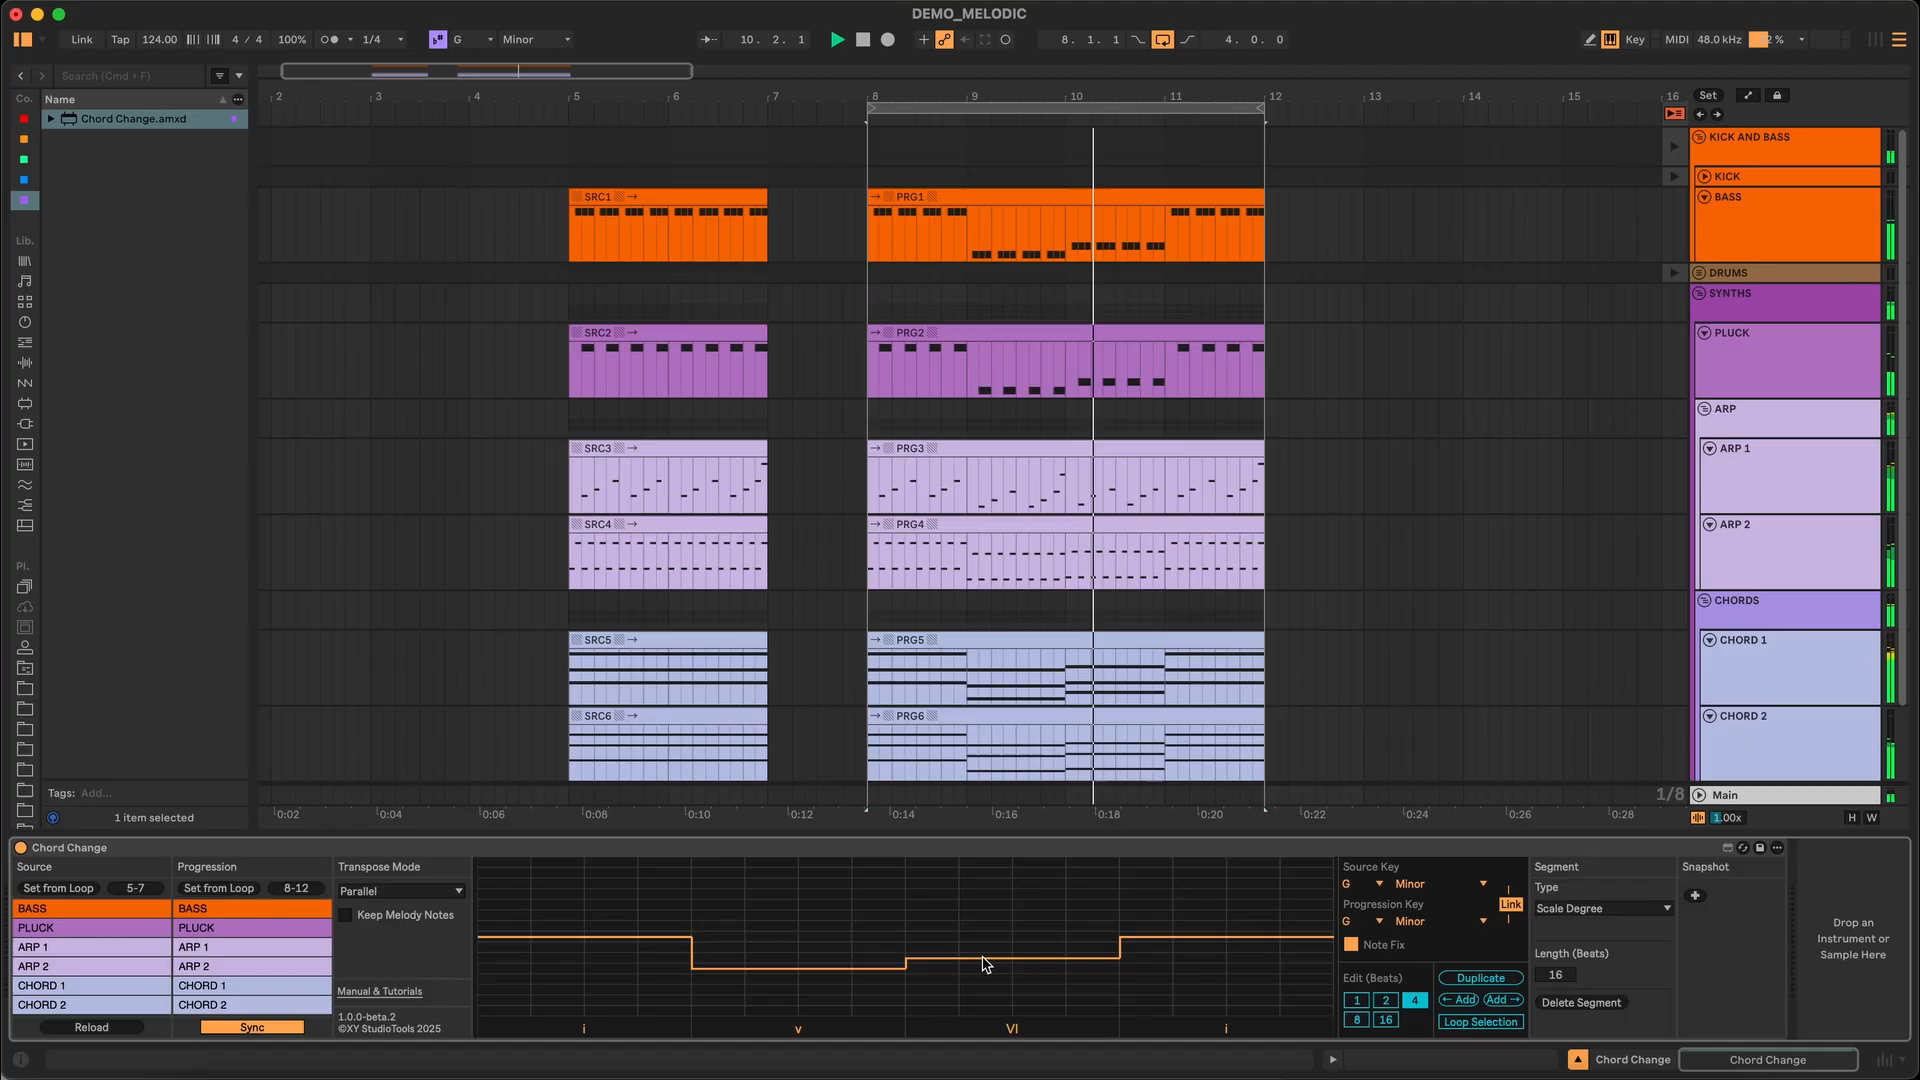 DEMO_MELODIC
Link Tap 124.00 4 / 4 100% 1/4 G Minor 10. 2. 1 8. 1. 1 4. 0. 0 Key MIDI 48.0 kHz 2 %
Search (Cmd + F)
Co. Name
Chord Change.amxd
Lib.
Pl.
2 3 4 5 6 7 8 9 10 11 12 13 14 15 16
Set
SRC1 PRG1
SRC2 PRG2
SRC3 PRG3
SRC4 PRG4
SRC5 PRG5
SRC6 PRG6
KICK AND BASS
KICK
BASS
DRUMS
SYNTHS
PLUCK
ARP
ARP 1
ARP 2
CHORDS
CHORD 1
CHORD 2
1/8 Main
Tags: Add...
1 item selected
0:02 0:04 0:06 0:08 0:10 0:12 0:14 0:16 0:18 0:20 0:22 0:24 0:26 0:28
1.00x H W
Chord Change
Source Progression Transpose Mode
Set from Loop 5-7 Set from Loop 8-12 Parallel
BASS BASS Keep Melody Notes
PLUCK PLUCK
ARP 1 ARP 1
ARP 2 ARP 2
CHORD 1 CHORD 1
CHORD 2 CHORD 2
Reload Sync
Manual & Tutorials
1.0.0-beta.2
©XY StudioTools 2025
i v VI i
Source Key
G Minor
Progression Key Link
G Minor
Note Fix
Edit (Beats)
1 2 4
8 16
Duplicate
← Add Add →
Loop Selection
Segment
Type
Scale Degree
Length (Beats)
16
Delete Segment
Snapshot
Drop an
Instrument or
Sample Here
Chord Change Chord Change